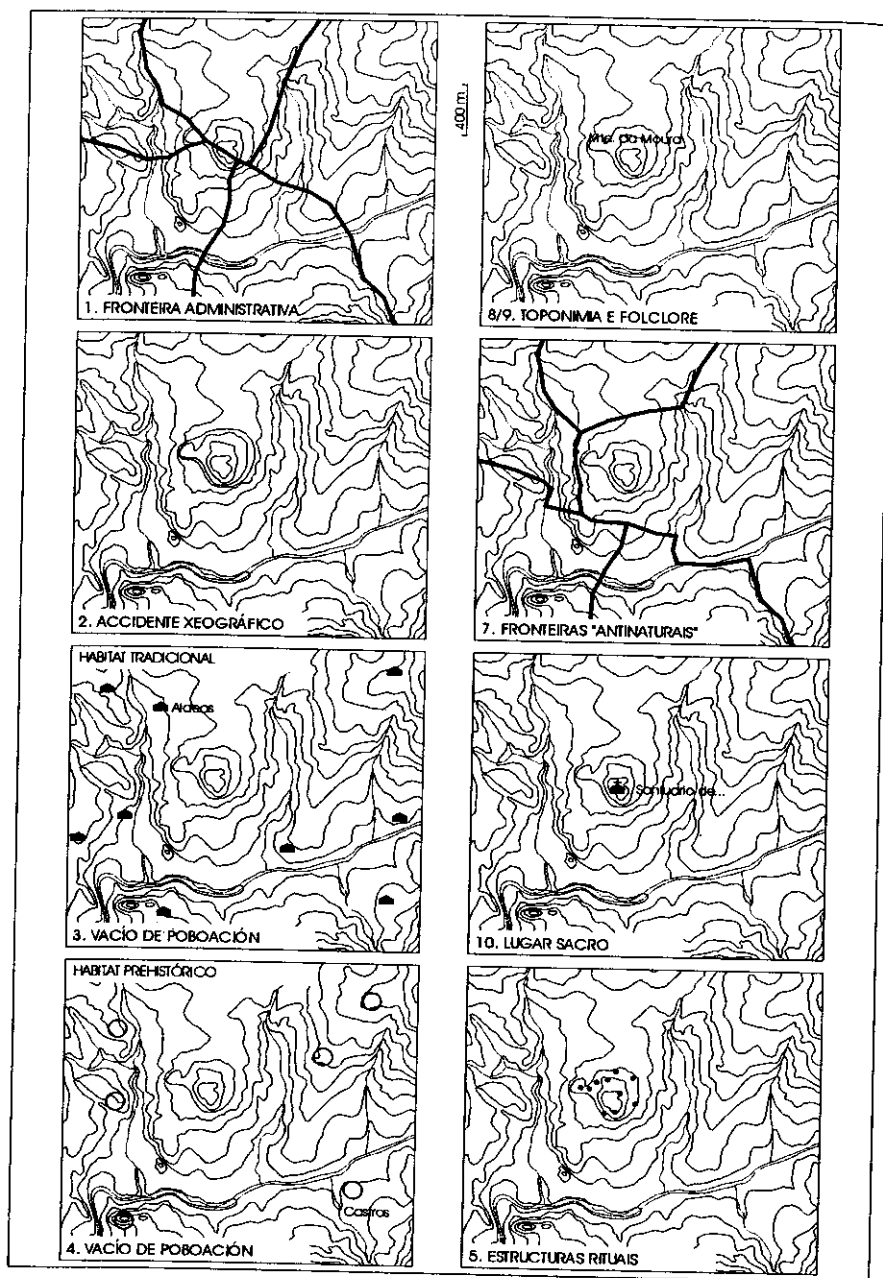 1. FRONTEIRA ADMINISTRATIVA
400 m.
Mte. da Moura
8/9. TOPONIMIA E FOLCLORE
2. ACCIDENTE XEOGRÁFICO
7. FRONTEIRAS "ANTINATURAIS"
HABITAT TRADICIONAL
Aldeas
3. VACÍO DE POBOACIÓN
Santuario de...
10. LUGAR SACRO
HABITAT PREHISTÓRICO
Castros
4. VACÍO DE POBOACIÓN
5. ESTRUCTURAS RITUAIS